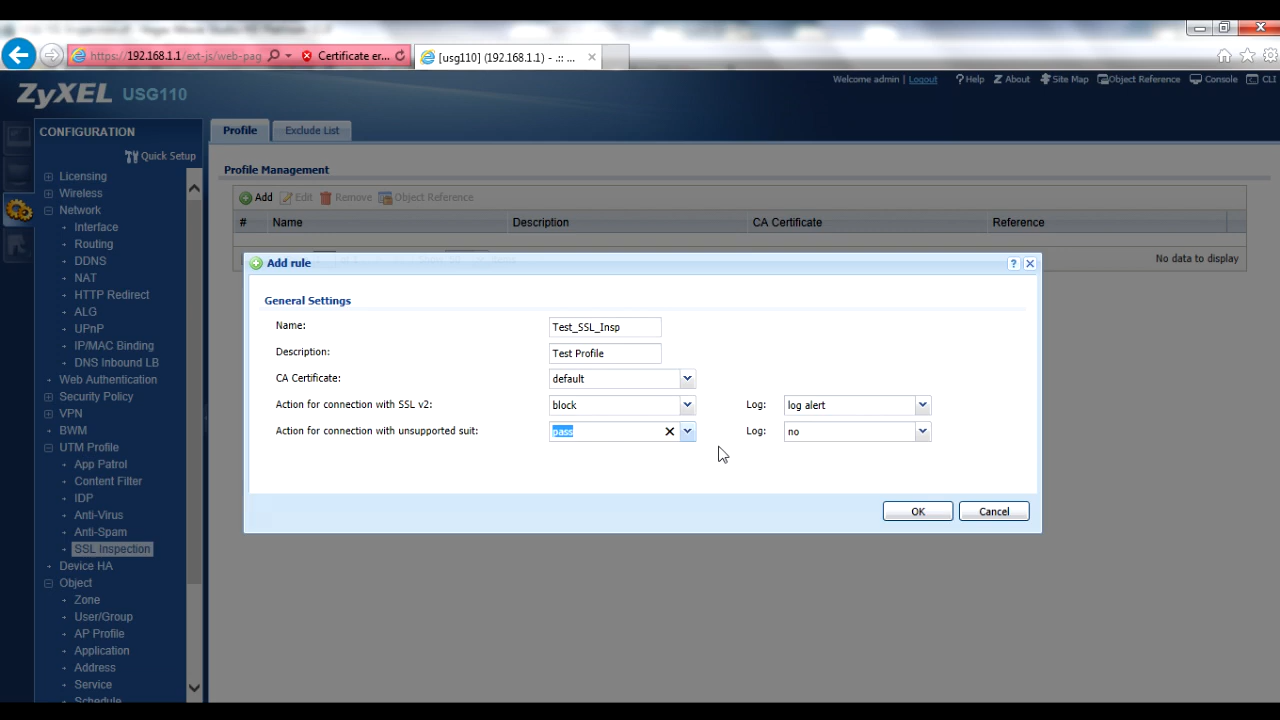 https://192.168.1.1/ext-js/web-pag Certificate er... [usg110] (192.168.1.1) - .:: ...
ZyXEL USG110
Welcome admin | Logout ?Help Z About Site Map Object Reference Console CLI
CONFIGURATION
Quick Setup
Licensing
Wireless
Network
Interface
Routing
DDNS
NAT
HTTP Redirect
ALG
UPnP
IP/MAC Binding
DNS Inbound LB
Web Authentication
Security Policy
VPN
BWM
UTM Profile
App Patrol
Content Filter
IDP
Anti-Virus
Anti-Spam
SSL Inspection
Device HA
Object
Zone
User/Group
AP Profile
Application
Address
Service
Schedule
Profile Exclude List
Profile Management
Add Edit Remove Object Reference
# Name Description CA Certificate Reference
No data to display
Add rule
General Settings
Name: Test_SSL_Insp
Description: Test Profile
CA Certificate: default
Action for connection with SSL v2: block Log: log alert
Action for connection with unsupported suit: pass Log: no
OK Cancel